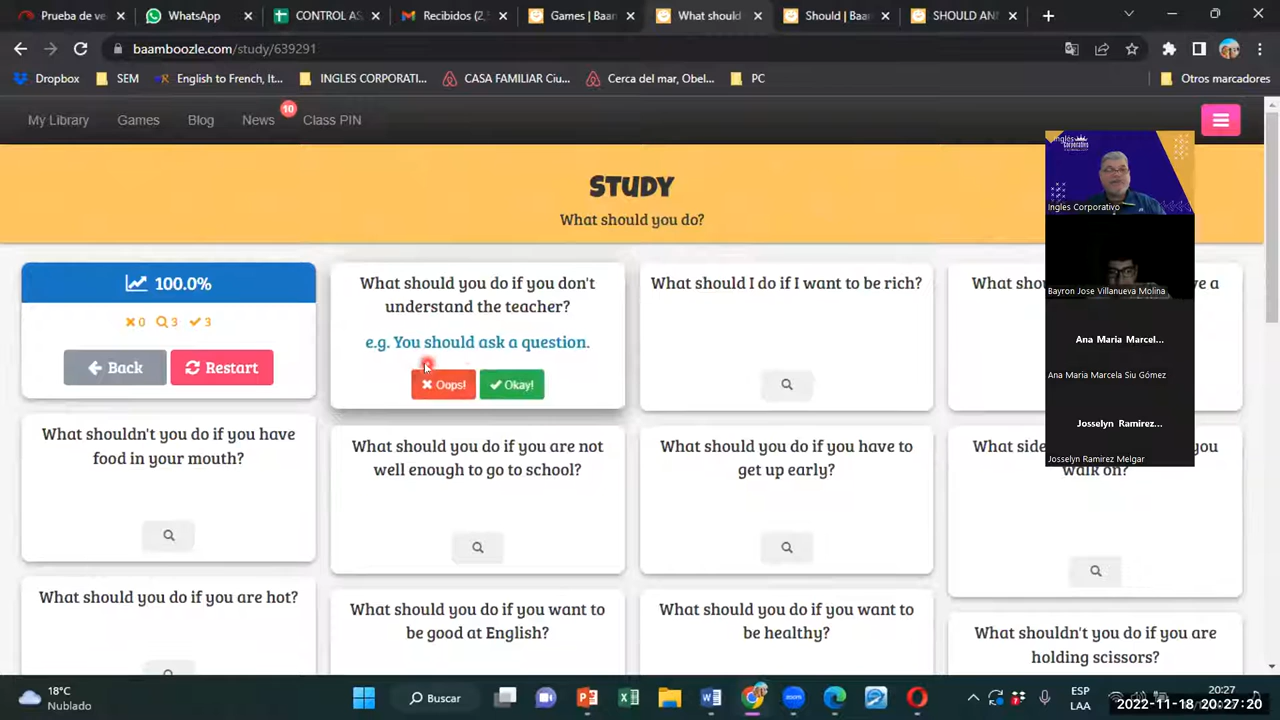 Prueba de ve
WhatsApp
CONTROL AS
Recibidos (2.
Games | Baam
What should
Should | Baam
SHOULD ANI
baamboozle.com/study/639291
Dropbox
SEM
English to French, It...
INGLES CORPORATI...
CASA FAMILIAR Ciu...
Cerca del mar, Obel...
PC
Otros marcadores
My Library
Games
Blog
News
10
Class PIN
STUDY
What should you do?
Inglés
Corporativo
Ingles Corporativo
Bayron Jose Villanueva Molina
Ana Maria Marcel...
Ana Maria Marcela Siu Gómez
Josselyn Ramirez...
Josselyn Ramirez Melgar
100.0%
0 3 3
Back
Restart
What should you do if you don't
understand the teacher?
e.g. You should ask a question.
Oops!
Okay!
What should I do if I want to be rich?
What shou
ve a
What shouldn't you do if you have
food in your mouth?
What should you do if you are not
well enough to go to school?
What should you do if you have to
get up early?
What side
you
walk on?
What should you do if you are hot?
What should you do if you want to
be good at English?
What should you do if you want to
be healthy?
What shouldn't you do if you are
holding scissors?
18°C
Nublado
Buscar
ESP
LAA
20:27
2022-11-18 20:27:20